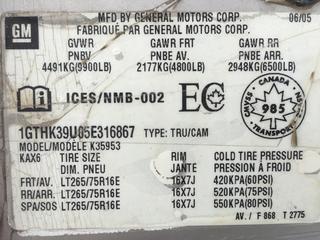 GM
MFD BY GENERAL MOTORS CORP. 06/05
FABRIQUÉ PAR GENERAL MOTORS CORP.
GVWR GAWR FRT GAWR RR
PNBV PNBE AV. PNBE ARR.
4491KG(9900LB) 2177KG(4800LB) 2948KG(6500LB)
ICES/NMB-002
CANADA
985
TRANSPORT
1GTHK39U05E316867 TYPE: TRU/CAM
MODEL/MODÈLE K35953
KAX6 TIRE SIZE RIM COLD TIRE PRESSURE
DIM. PNEU JANTE PRESSION À FROID
FRT/AV. LT265/75R16E 16X7J 420KPA(60PSI)
RR/ARR LT265/75R16E 16X7J 520KPA(75PSI)
SPA/SOS LT265/75R16E 16X7J 550KPA(80PSI)
AV./ F 868 T 2775